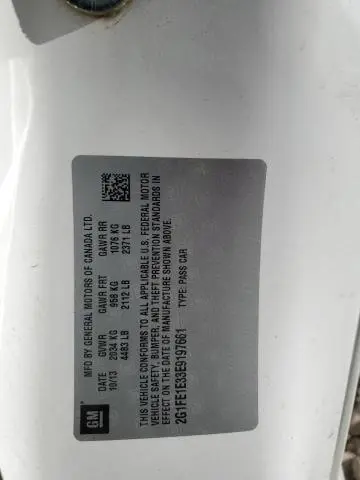 GM
MFD BY GENERAL MOTORS OF CANADA LTD.
10/13 GVWR GAWR FRT GAWR RR
2034 KG 958 KG 1076 KG
4483 LB 2112 LB 2371 LB
THIS VEHICLE CONFORMS TO ALL APPLICABLE U.S. FEDERAL MOTOR
VEHICLE SAFETY, BUMPER, AND THEFT PREVENTION STANDARDS IN
EFFECT ON THE DATE OF MANUFACTURE SHOWN ABOVE.
2G1FE1E33E9197661 TYPE: PASS CAR